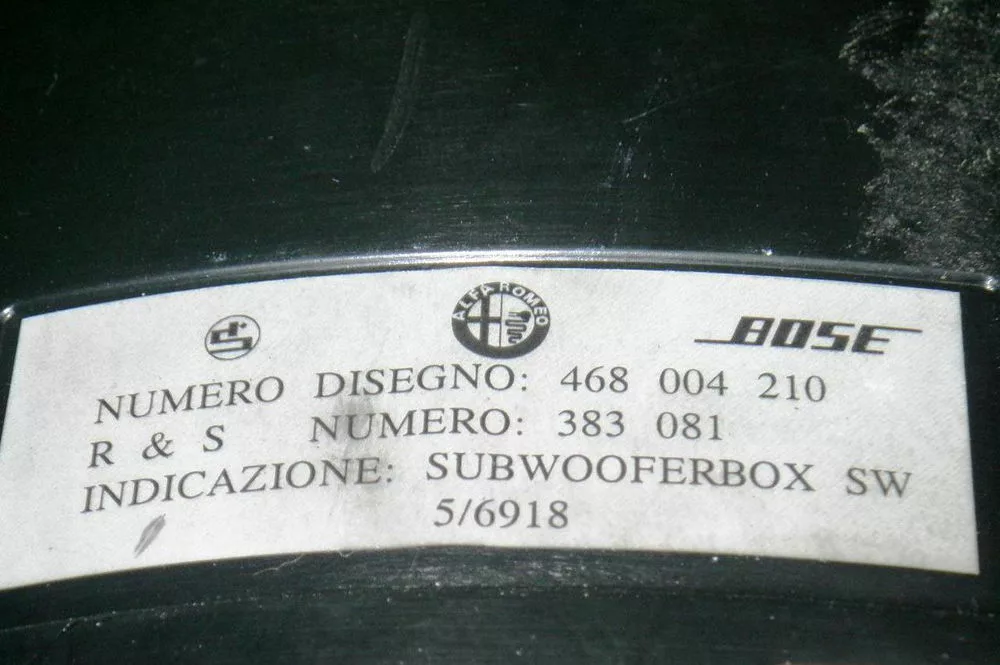 ALFA ROMEO
BOSE
NUMERO DISEGNO: 468 004 210
R & S NUMERO: 383 081
INDICAZIONE: SUBWOOFERBOX SW
5/6918